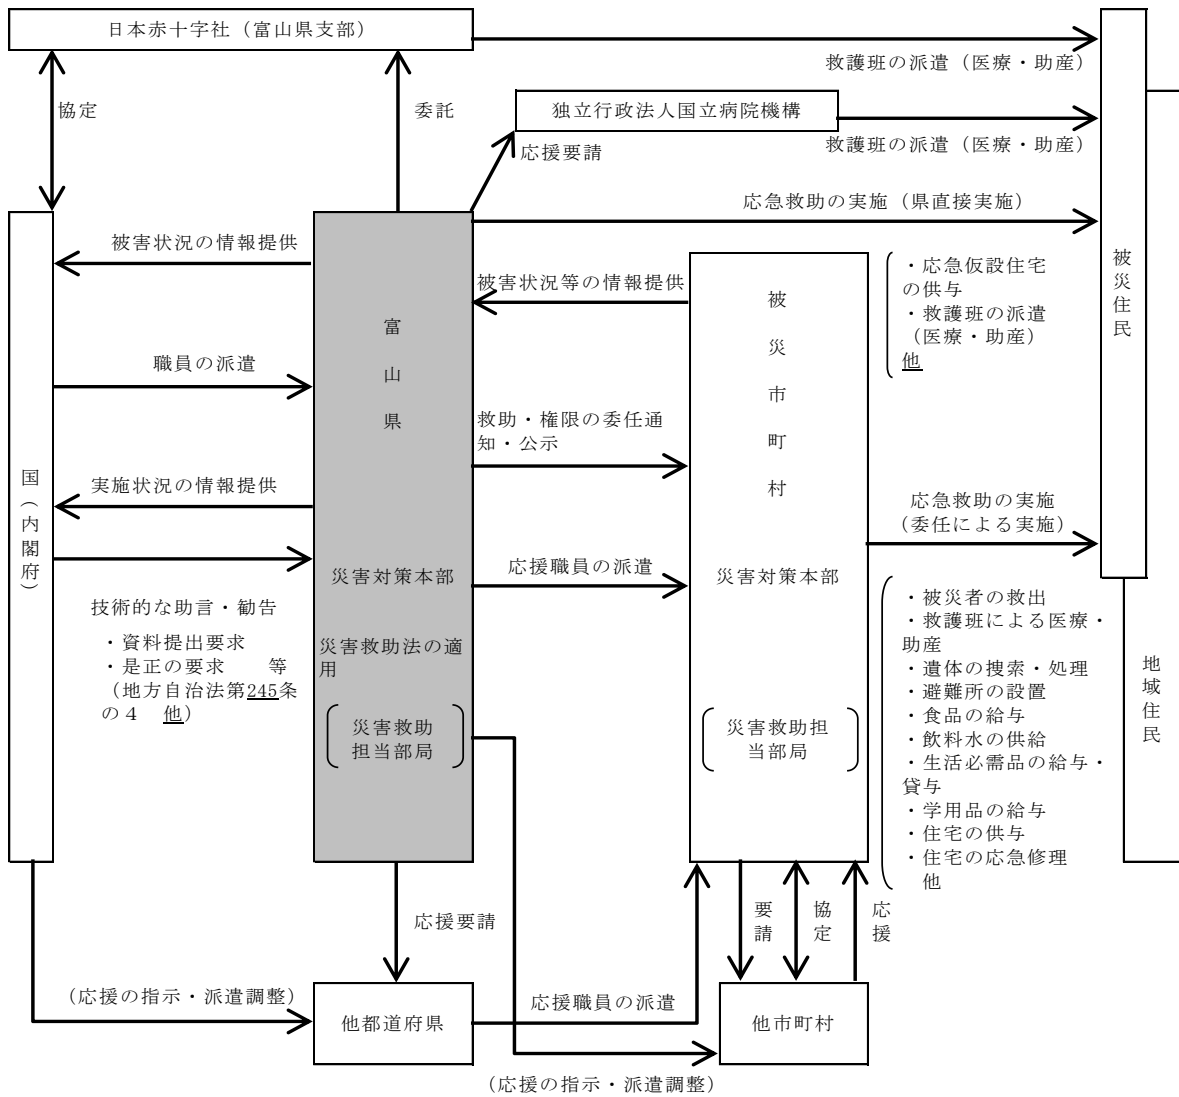 日本赤十字社（富山県支部）
救護班の派遣（医療・助産）
協定
委託
独立行政法人国立病院機構
応援要請
救護班の派遣（医療・助産）
応急救助の実施（県直接実施）
被害状況の情報提供
被害状況等の情報提供
・応急仮設住宅
の供与
・救護班の派遣
（医療・助産）
他
被災住民
富山県
被災市町村
職員の派遣
救助・権限の委任通
知・公示
国（内閣府）
実施状況の情報提供
応急救助の実施
（委任による実施）
災害対策本部
応援職員の派遣
災害対策本部
技術的な助言・勧告
・資料提出要求
・是正の要求　等
（地方自治法第245条
の４　他）
災害救助法の適
用
災害救助
担当部局
災害救助担
当部局
・被災者の救出
・救護班による医療・
助産
・遺体の捜索・処理
・避難所の設置
・食品の給与
・飲料水の供給
・生活必需品の給与・
貸与
・学用品の給与
・住宅の供与
・住宅の応急修理
他
地域住民
応援要請
要請
協定
応援
（応援の指示・派遣調整）
他都道府県
応援職員の派遣
他市町村
（応援の指示・派遣調整）